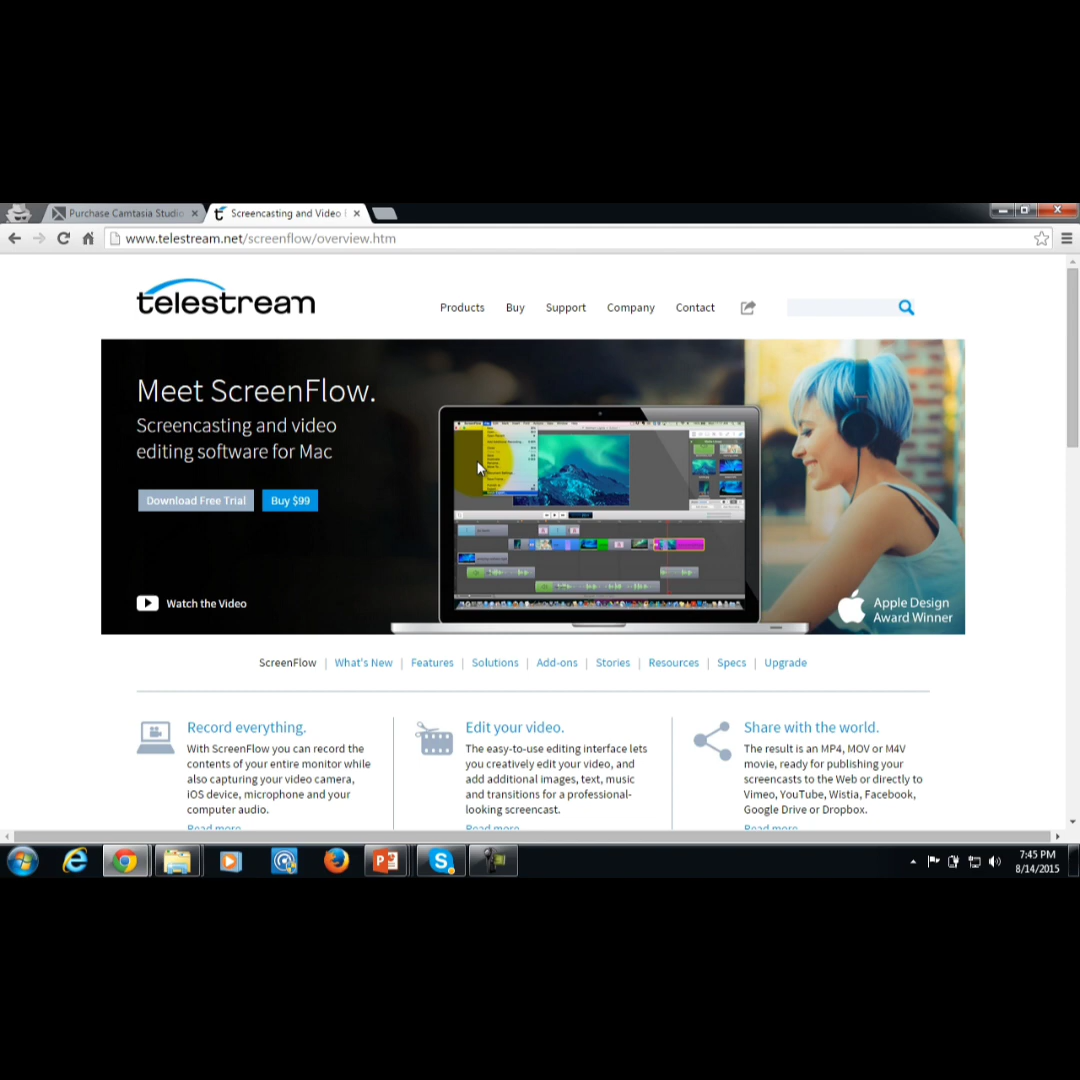 Purchase Camtasia Studio
Screencasting and Video
www.telestream.net/screenflow/overview.htm
telestream
Products Buy Support Company Contact
Meet ScreenFlow.
Screencasting and video
editing software for Mac
Download Free Trial Buy $99
Watch the Video
Apple Design
Award Winner
ScreenFlow | What's New | Features | Solutions | Add-ons | Stories | Resources | Specs | Upgrade
Record everything.
With ScreenFlow you can record the
contents of your entire monitor while
also capturing your video camera,
iOS device, microphone and your
computer audio.
Read more
Edit your video.
The easy-to-use editing interface lets
you creatively edit your video, and
add additional images, text, music
and transitions for a professional-
looking screencast.
Read more
Share with the world.
The result is an MP4, MOV or M4V
movie, ready for publishing your
screencasts to the Web or directly to
Vimeo, YouTube, Wistia, Facebook,
Google Drive or Dropbox.
Read more
7:45 PM
8/14/2015